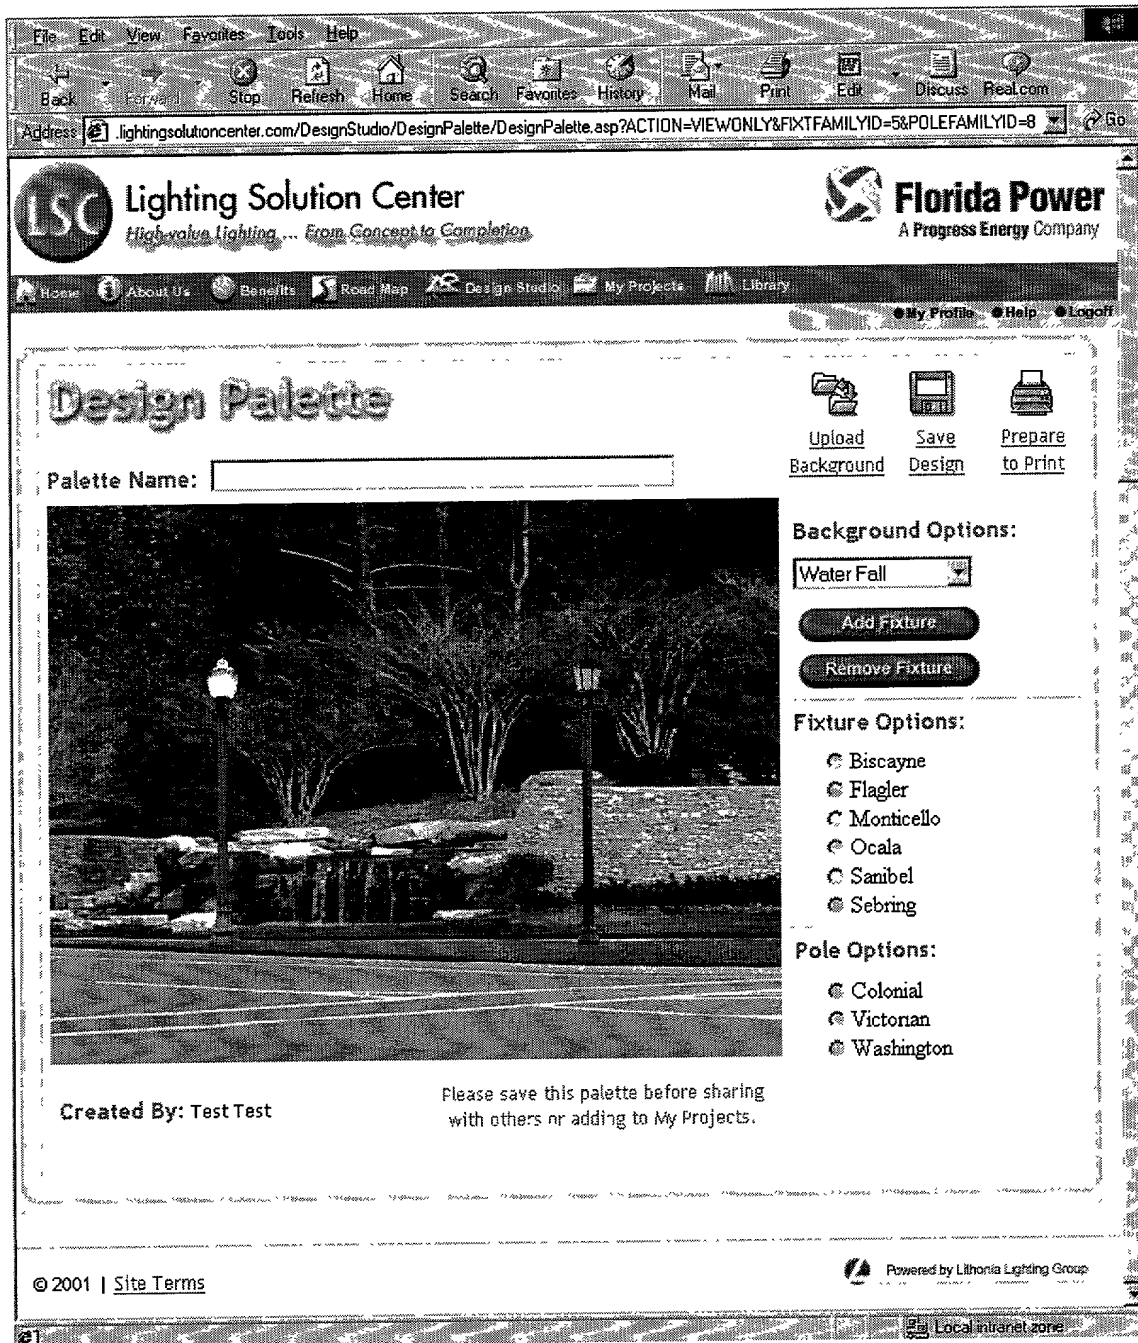 File Edit View Favorites Tools Help
Back Forward Stop Refresh Home Search Favorites History Mail Print Edit Discuss Real.com
Address .lightingsolutioncenter.com/DesignStudio/DesignPalette/DesignPalette.asp?ACTION=VIEWONLY&FIXTFAMILYID=5&POLEFAMILYID=8 Go
LSC Lighting Solution Center
High-value Lighting ... From Concept to Completion
Florida Power
A Progress Energy Company
Home About Us Benefits Road Map Design Studio My Projects Library
My Profile Help Logoff
Design Palette
Upload Background
Save Design
Prepare to Print
Palette Name:
Background Options:
Water Fall
Add Fixture
Remove Fixture
Fixture Options:
Biscayne
Flagler
Monticello
Ocala
Sanibel
Sebring
Pole Options:
Colonial
Victorian
Washington
Created By: Test Test
Please save this palette before sharing
with others or adding to My Projects.
© 2001 | Site Terms
Powered by Lithonia Lighting Group
Local intranet zone